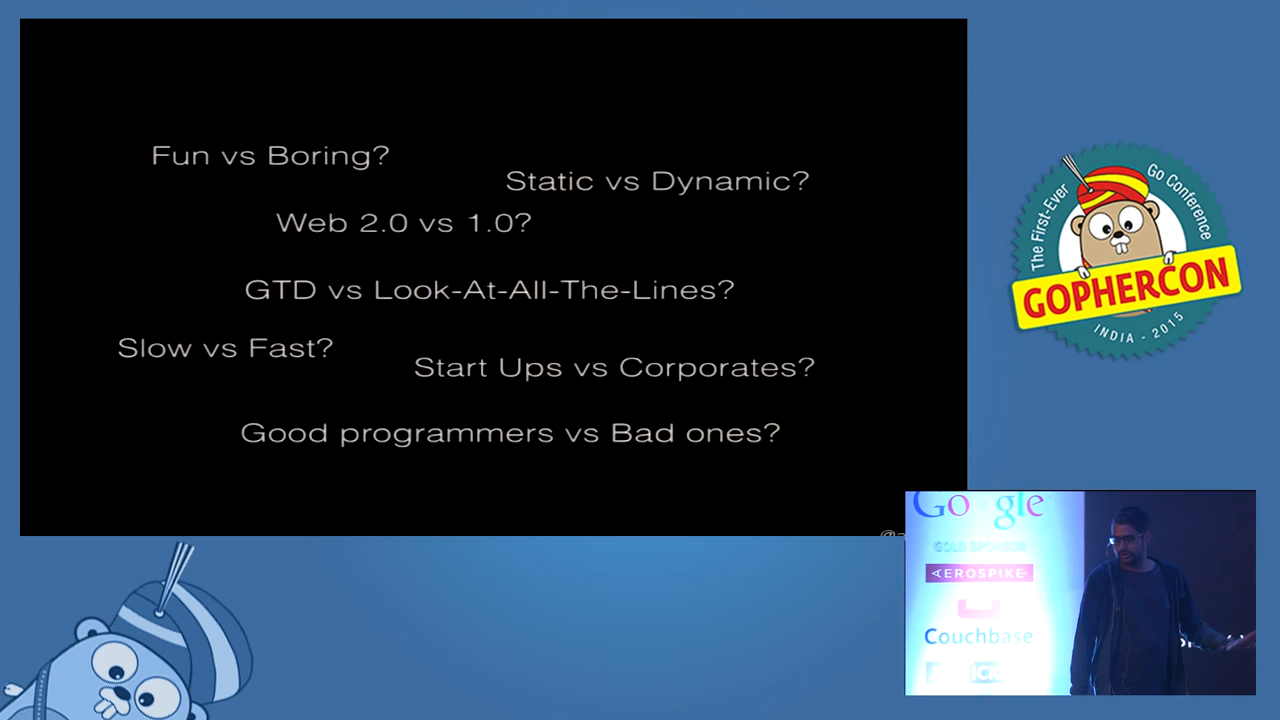 Fun vs Boring?
Static vs Dynamic?
Web 2.0 vs 1.0?
GTD vs Look-At-All-The-Lines?
Slow vs Fast?
Start Ups vs Corporates?
Good programmers vs Bad ones?
The First-Ever
Go Conference
GOPHERCON
INDIA - 2015
Google
GOLD SPONSOR
AEROSPIKE
Couchbase